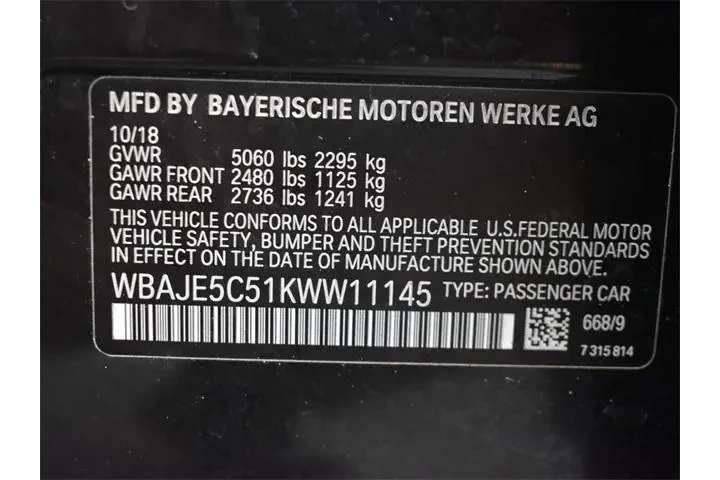 MFD BY BAYERISCHE MOTOREN WERKE AG
10/18
GVWR 5060 lbs 2295 kg
GAWR FRONT 2480 lbs 1125 kg
GAWR REAR 2736 lbs 1241 kg
THIS VEHICLE CONFORMS TO ALL APPLICABLE U.S.FEDERAL MOTOR
VEHICLE SAFETY, BUMPER AND THEFT PREVENTION STANDARDS
IN EFFECT ON THE DATE OF MANUFACTURE SHOWN ABOVE.
WBAJE5C51KWW11145 TYPE: PASSENGER CAR
668/9
7 315 814